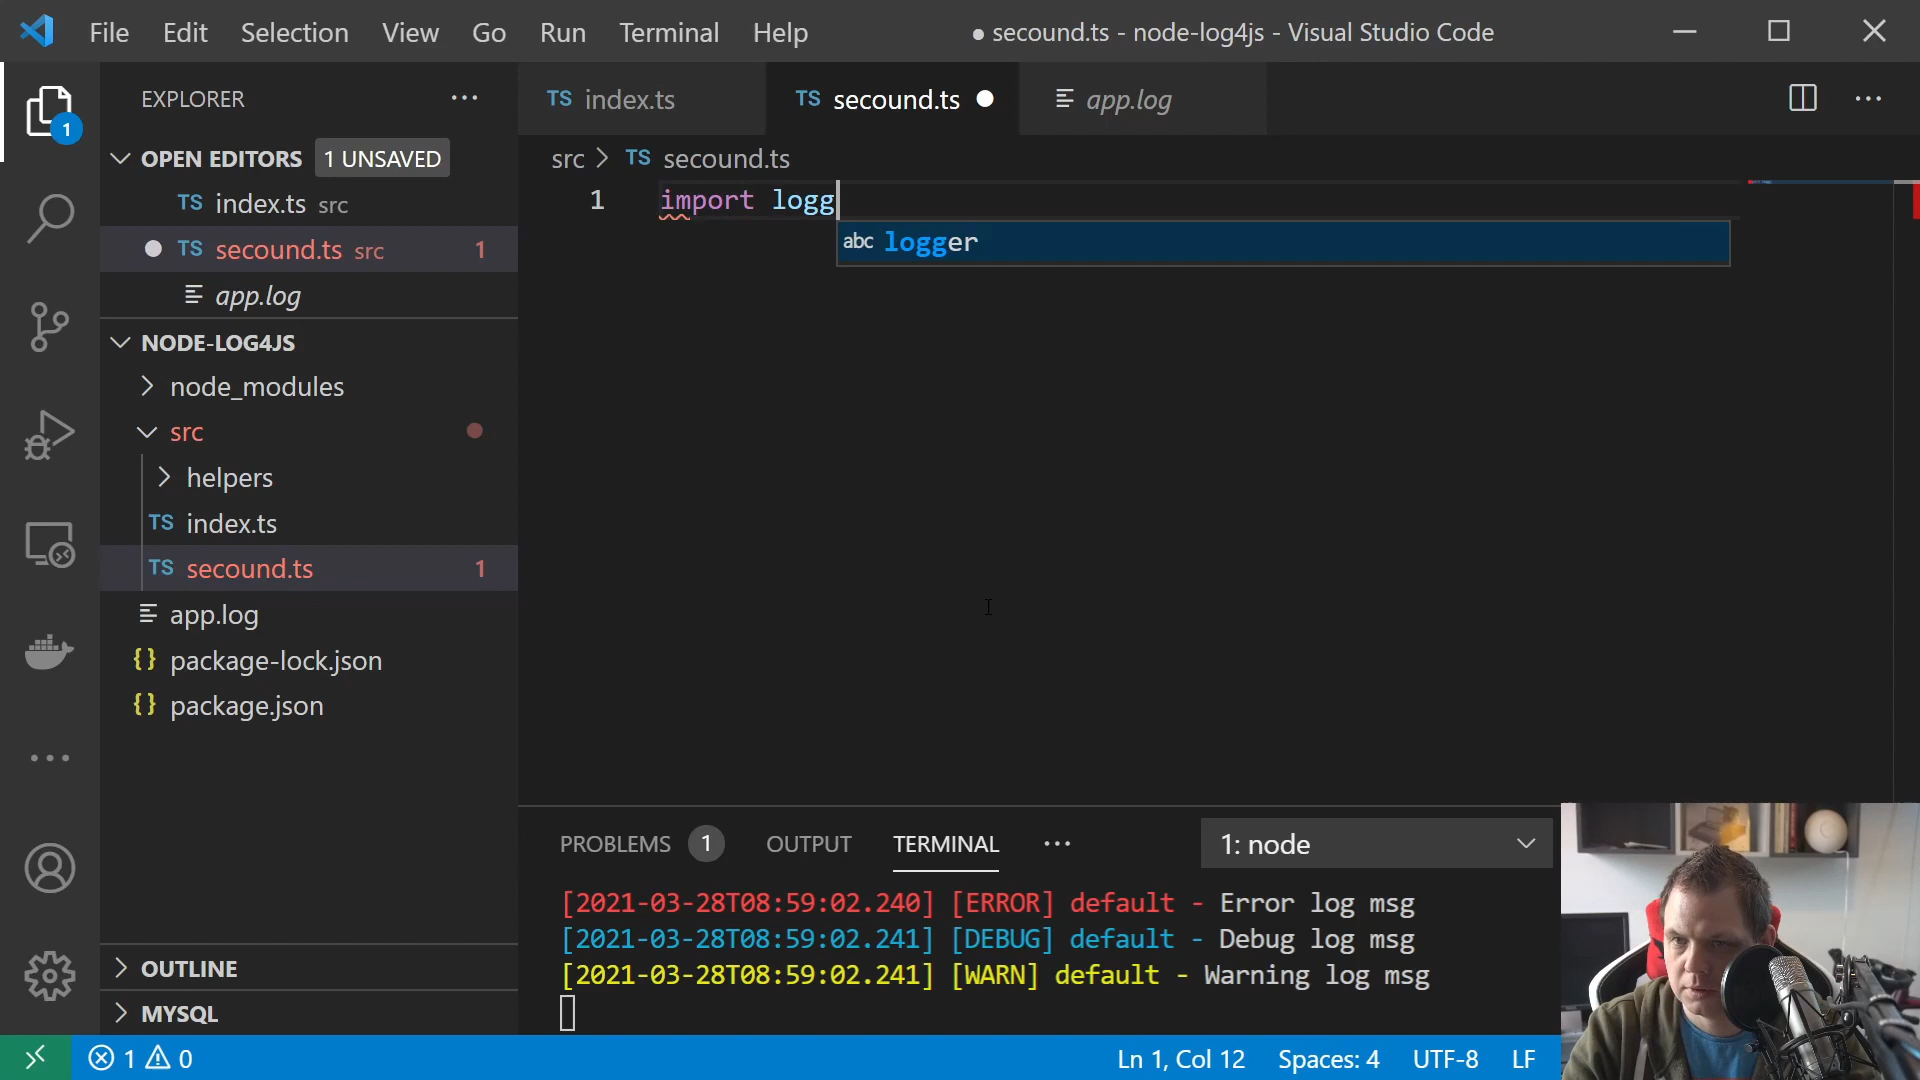 File Edit Selection View Go Run Terminal Help
● secound.ts - node-log4js - Visual Studio Code
EXPLORER ···
1
OPEN EDITORS 1 UNSAVED
TS index.ts src
● TS secound.ts src 1
app.log
NODE-LOG4JS
node_modules
src
helpers
TS index.ts
TS secound.ts 1
app.log
{ } package-lock.json
{ } package.json
OUTLINE
MYSQL
TS index.ts
TS secound.ts ●
app.log
src > TS secound.ts
1 import logg
abc logger
PROBLEMS 1 OUTPUT TERMINAL ··· 1: node
[2021-03-28T08:59:02.240] [ERROR] default - Error log msg
[2021-03-28T08:59:02.241] [DEBUG] default - Debug log msg
[2021-03-28T08:59:02.241] [WARN] default - Warning log msg
1 0
Ln 1, Col 12 Spaces: 4 UTF-8 LF